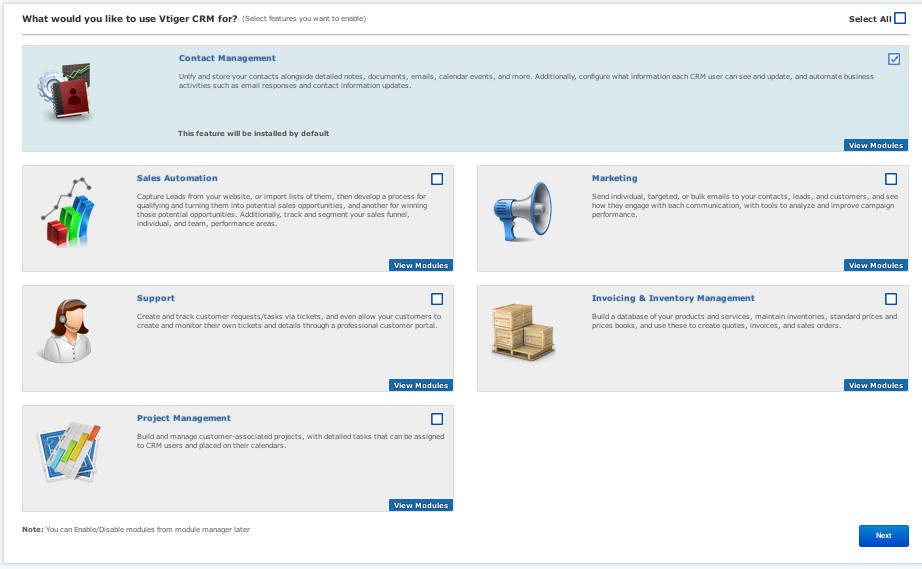 What would you like to use Vtiger CRM for? (Select features you want to enable)
Select All
Contact Management
Unify and store your contacts alongside detailed notes, documents, emails, calendar events, and more. Additionally, configure what information each CRM user can see and update, and automate business
activities such as email responses and contact information updates.
This feature will be installed by default
View Modules
Sales Automation
Capture Leads from your website, or import lists of them, then develop a process for
qualifying and turning them into potential sales opportunities, and another for winning
those potential opportunities. Additionally, track and segment your sales funnel,
individual, and team, performance areas.
View Modules
Marketing
Send individual, targeted, or bulk emails to your contacts, leads, and customers, and see
how they engage with each communication, with tools to analyze and improve campaign
performance.
View Modules
Support
Create and track customer requests/tasks via tickets, and even allow your customers to
create and monitor their own tickets and details through a professional customer portal.
View Modules
Invoicing & Inventory Management
Build a database of your products and services, maintain inventories, standard prices and
prices books, and use these to create quotes, invoices, and sales orders.
View Modules
Project Management
Build and manage customer-associated projects, with detailed tasks that can be assigned
to CRM users and placed on their calendars.
View Modules
Note: You can Enable/Disable modules from module manager later
Next